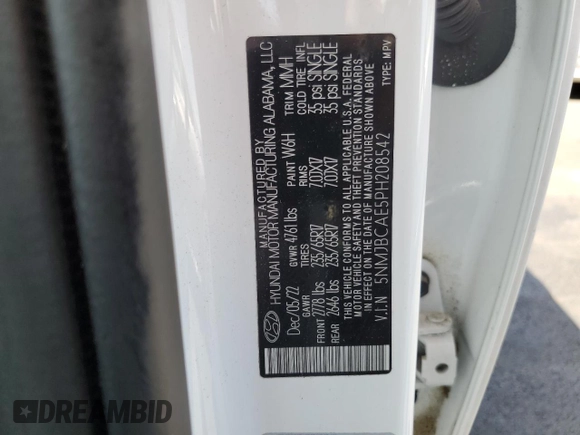 MANUFACTURED BY
HYUNDAI MOTOR MANUFACTURING ALABAMA, LLC
Dec/05/22 GVWR 4761 lbs PAINT W6H TRIM MMH
GAWR TIRES RIMS COLD TIRE INFL
FRONT 2778 lbs 235/65R17 7.0JX17 35 psi SINGLE
REAR 2646 lbs 235/65R17 7.0JX17 35 psi SINGLE
THIS VEHICLE CONFORMS TO ALL APPLICABLE U.S.A. FEDERAL
MOTOR VEHICLE SAFETY AND THEFT PREVENTION STANDARDS
IN EFFECT ON THE DATE OF MANUFACTURE SHOWN ABOVE
V.I.N 5NMJBCAE5PH208542
TYPE: MPV
DREAMBID